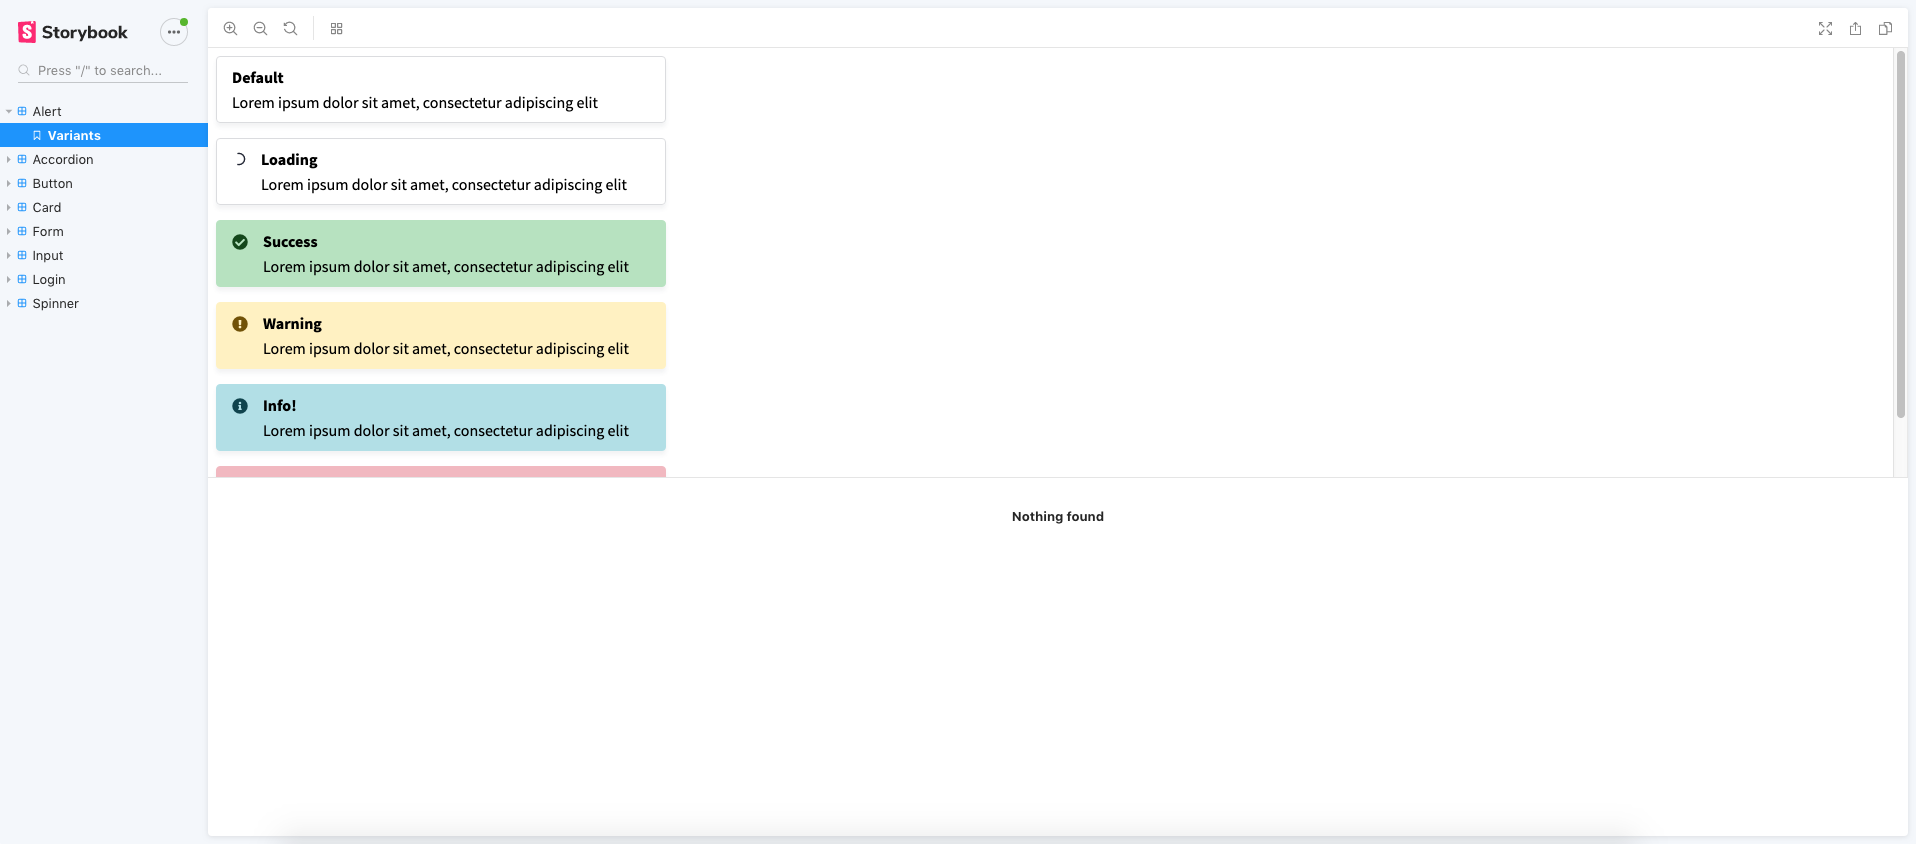 Storybook
Press "/" to search...
Alert
Variants
Accordion
Button
Card
Form
Input
Login
Spinner
Default
Lorem ipsum dolor sit amet, consectetur adipiscing elit
Loading
Lorem ipsum dolor sit amet, consectetur adipiscing elit
Success
Lorem ipsum dolor sit amet, consectetur adipiscing elit
Warning
Lorem ipsum dolor sit amet, consectetur adipiscing elit
Info!
Lorem ipsum dolor sit amet, consectetur adipiscing elit
Nothing found